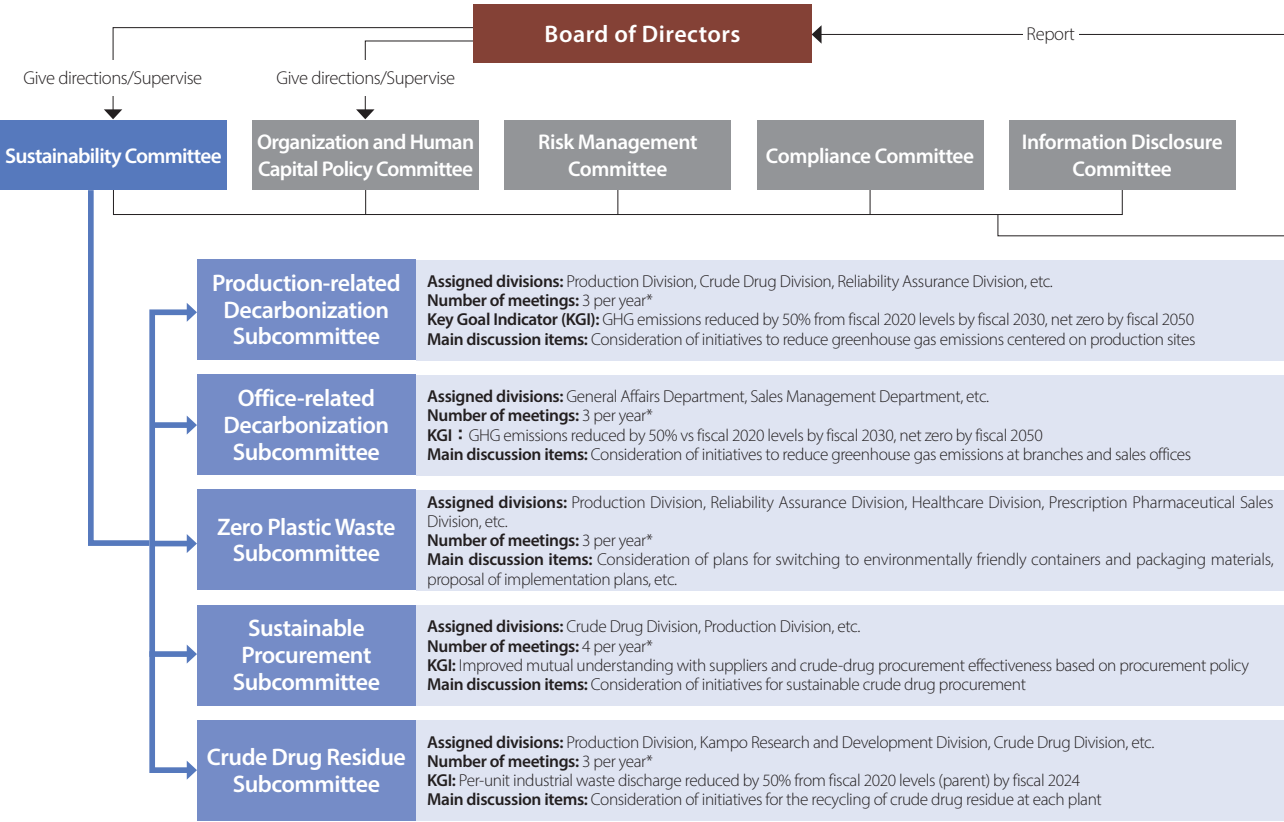 Board of Directors
Report
Give directions/Supervise
Give directions/Supervise
Sustainability Committee
Organization and Human
Capital Policy Committee
Risk Management
Committee
Compliance Committee
Information Disclosure
Committee
Production-related
Decarbonization
Subcommittee
Assigned divisions: Production Division, Crude Drug Division, Reliability Assurance Division, etc.
Number of meetings: 3 per year*
Key Goal Indicator (KGI): GHG emissions reduced by 50% from fiscal 2020 levels by fiscal 2030, net zero by fiscal 2050
Main discussion items: Consideration of initiatives to reduce greenhouse gas emissions centered on production sites
Office-related
Decarbonization
Subcommittee
Assigned divisions: General Affairs Department, Sales Management Department, etc.
Number of meetings: 3 per year*
KGI：GHG emissions reduced by 50% vs fiscal 2020 levels by fiscal 2030, net zero by fiscal 2050
Main discussion items: Consideration of initiatives to reduce greenhouse gas emissions at branches and sales offices
Zero Plastic Waste
Subcommittee
Assigned divisions: Production Division, Reliability Assurance Division, Healthcare Division, Prescription Pharmaceutical Sales
Division, etc.
Number of meetings: 3 per year*
Main discussion items: Consideration of plans for switching to environmentally friendly containers and packaging materials,
proposal of implementation plans, etc.
Sustainable
Procurement
Subcommittee
Assigned divisions: Crude Drug Division, Production Division, etc.
Number of meetings: 4 per year*
KGI: Improved mutual understanding with suppliers and crude-drug procurement effectiveness based on procurement policy
Main discussion items: Consideration of initiatives for sustainable crude drug procurement
Crude Drug Residue
Subcommittee
Assigned divisions: Production Division, Kampo Research and Development Division, Crude Drug Division, etc.
Number of meetings: 3 per year*
KGI: Per-unit industrial waste discharge reduced by 50% from fiscal 2020 levels (parent) by fiscal 2024
Main discussion items: Consideration of initiatives for the recycling of crude drug residue at each plant